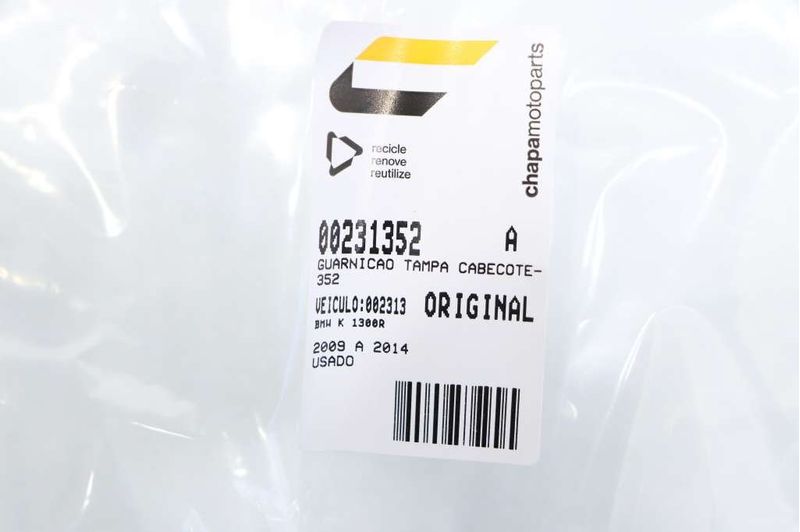 chapamotoparts
recicle
renove
reutilize
00231352 A
GUARNICAO TAMPA CABECOTE-
352
VEICULO:002313 ORIGINAL
BMW K 1300R
2009 A 2014
USADO